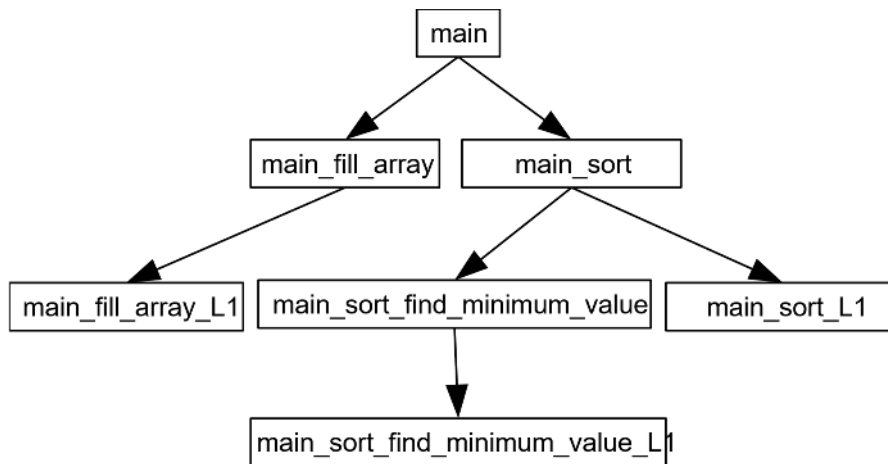 main
main_fill_array
main_sort
main_fill_array_L1
main_sort_find_minimum_value
main_sort_L1
main_sort_find_minimum_value_L1